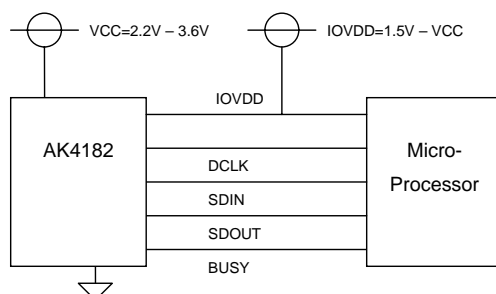 VCC=2.2V – 3.6V
IOVDD=1.5V – VCC
IOVDD
AK4182
Micro-
Processor
DCLK
SDIN
SDOUT
BUSY